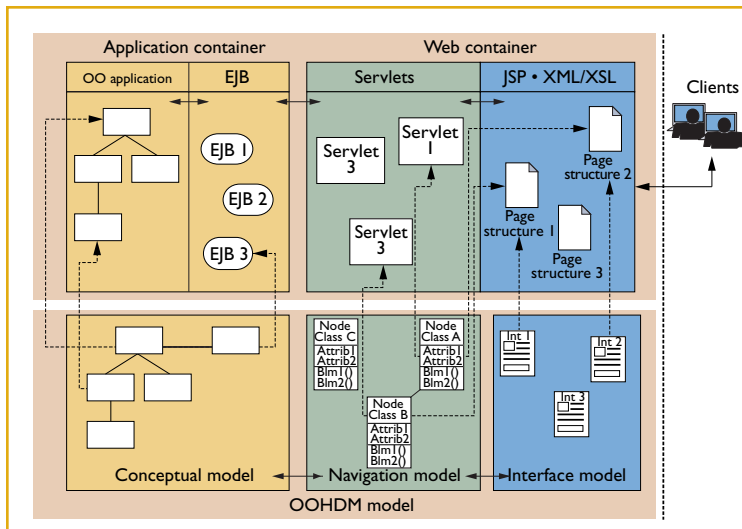 Application container
Web container
OO application
EJB
Servlets
JSP • XML/XSL
Clients
EJB 1
EJB 2
EJB 3
Servlet
3
Servlet
1
Servlet
3
Page
structure 2
Page
structure 1
Page
structure 3
Node
Class C
Attrib1
Attrib2
Blm1()
Blm2()
Node
Class A
Attrib1
Attrib2
Blm1()
Blm2()
Node
Class B
Attrib1
Attrib2
Blm1()
Blm2()
Int 1
Int 2
Int 3
Conceptual model
Navigation model
Interface model
OOHDM model